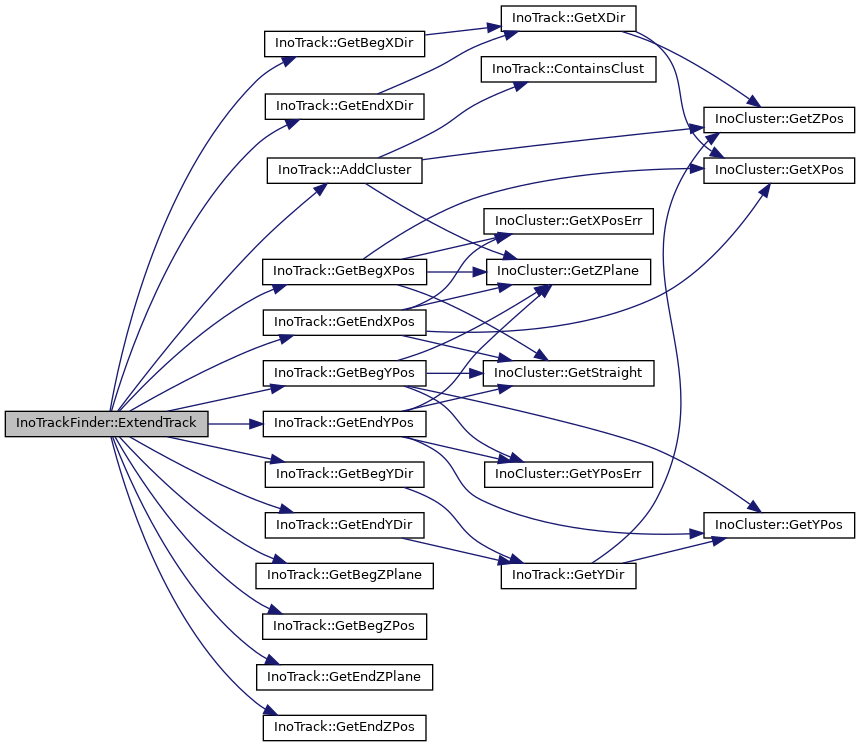 InoTrackFinder::ExtendTrack
InoTrack::GetBegXDir
InoTrack::GetEndXDir
InoTrack::AddCluster
InoTrack::GetBegXPos
InoTrack::GetEndXPos
InoTrack::GetBegYPos
InoTrack::GetEndYPos
InoTrack::GetBegYDir
InoTrack::GetEndYDir
InoTrack::GetBegZPlane
InoTrack::GetBegZPos
InoTrack::GetEndZPlane
InoTrack::GetEndZPos
InoTrack::GetXDir
InoTrack::ContainsClust
InoCluster::GetXPosErr
InoCluster::GetZPlane
InoCluster::GetStraight
InoCluster::GetYPosErr
InoTrack::GetYDir
InoCluster::GetZPos
InoCluster::GetXPos
InoCluster::GetYPos